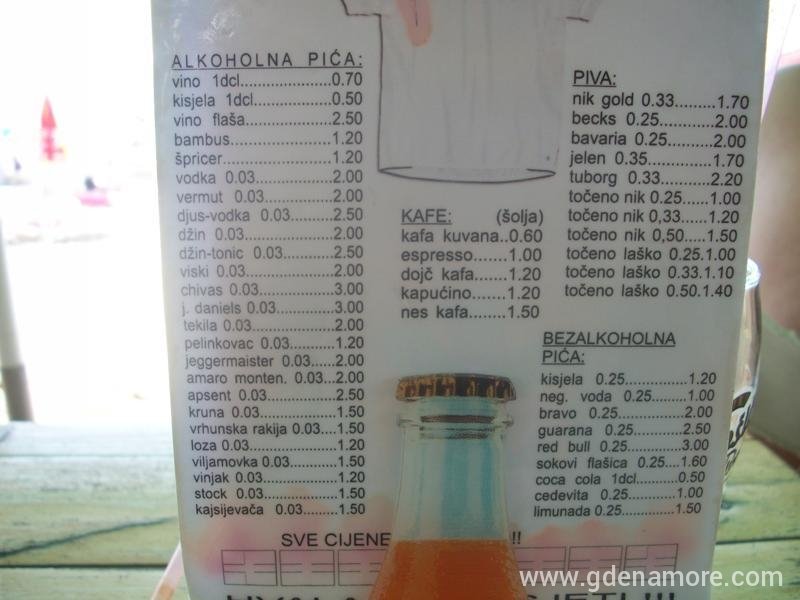 ALKOHOLNA PIĆA:
vino 1dcl....................0.70
kisjela 1dcl.................0.50
vino flaša...................2.50
bambus.....................1.20
špricer.......................1.20
vodka 0.03................2.00
vermut 0.03..............2.00
djus-vodka 0.03........2.50
džin 0.03...................2.00
džin-tonic 0.03..........2.50
viski 0.03..................2.00
chivas 0.03...............3.00
j. daniels 0.03............3.00
tekila 0.03.................2.00
pelinkovac 0.03.........1.20
jeggermaister 0.03......2.00
amaro monten. 0.03...2.00
apsent 0.03...............2.50
kruna 0.03................1.50
vrhunska rakija 0.03....1.50
loza 0.03..................1.20
viljamovka 0.03..........1.50
vinjak 0.03................1.20
stock 0.03................1.50
kajsijevača 0.03.........1.50
KAFE: (šolja)
kafa kuvana..0.60
espresso.......1.00
dojč kafa.......1.20
kapućino.......1.20
nes kafa........1.50
PIVA:
nik gold 0.33.........1.70
becks 0.25............2.00
bavaria 0.25..........2.00
jelen 0.35..............1.70
tuborg 0.33...........2.20
točeno nik 0.25......1.00
točeno nik 0,33......1.20
točeno nik 0,50.....1.50
točeno laško 0.25.1.00
točeno laško 0.33.1.10
točeno laško 0.50.1.40
BEZALKOHOLNA
PIĆA:
kisjela 0.25...............1.20
neg. voda 0.25.........1.00
bravo 0.25...............2.00
guarana 0.25............2.50
red bull 0.25.............3.00
sokovi flašica 0.25....1.60
coca cola 1dcl.........0.50
cedevita 0.25...........1.00
limunada 0.25............1.50
SVE CIJENE !!
www.gdenamore.com